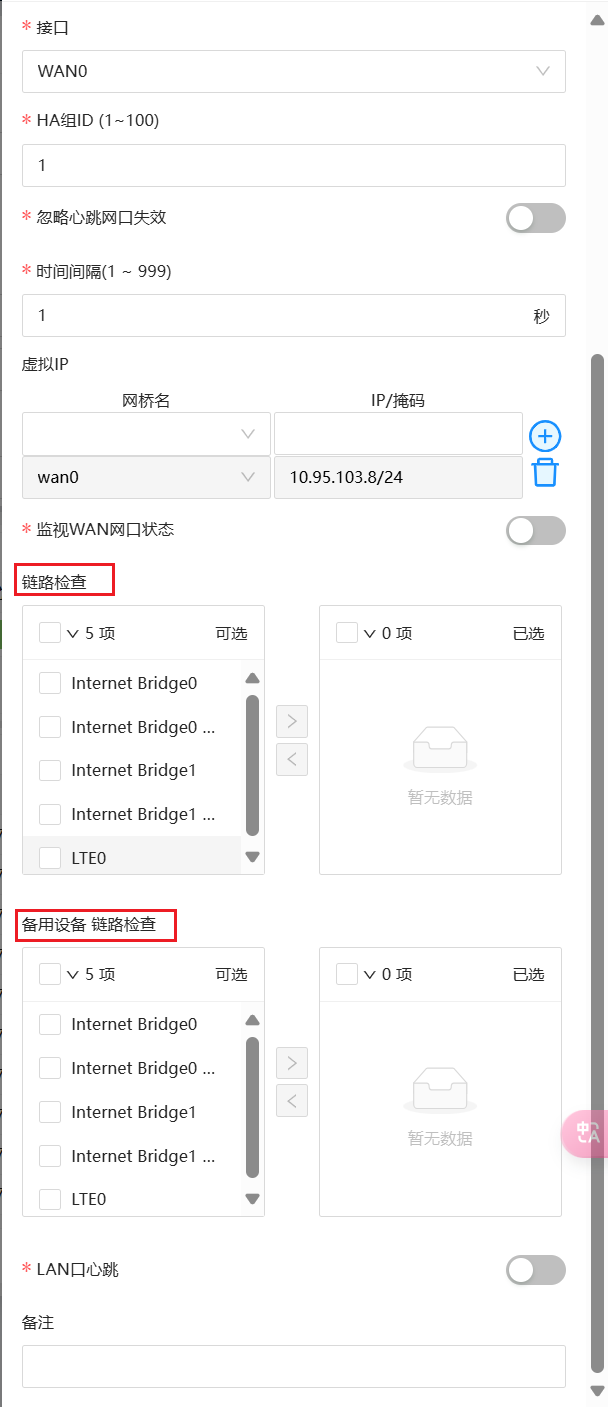 * 接口
WAN0
* HA组ID (1~100)
1
* 忽略心跳网口失效
* 时间间隔(1 ~ 999)
1 秒
虚拟IP
网桥名 IP/掩码
wan0 10.95.103.8/24
* 监视WAN网口状态
链路检查
5 项 可选 0 项 已选
Internet Bridge0
Internet Bridge0 ...
Internet Bridge1
Internet Bridge1 ...
LTE0
暂无数据
备用设备 链路检查
5 项 可选 0 项 已选
Internet Bridge0
Internet Bridge0 ...
Internet Bridge1
Internet Bridge1 ...
LTE0
暂无数据
中A
* LAN口心跳
备注